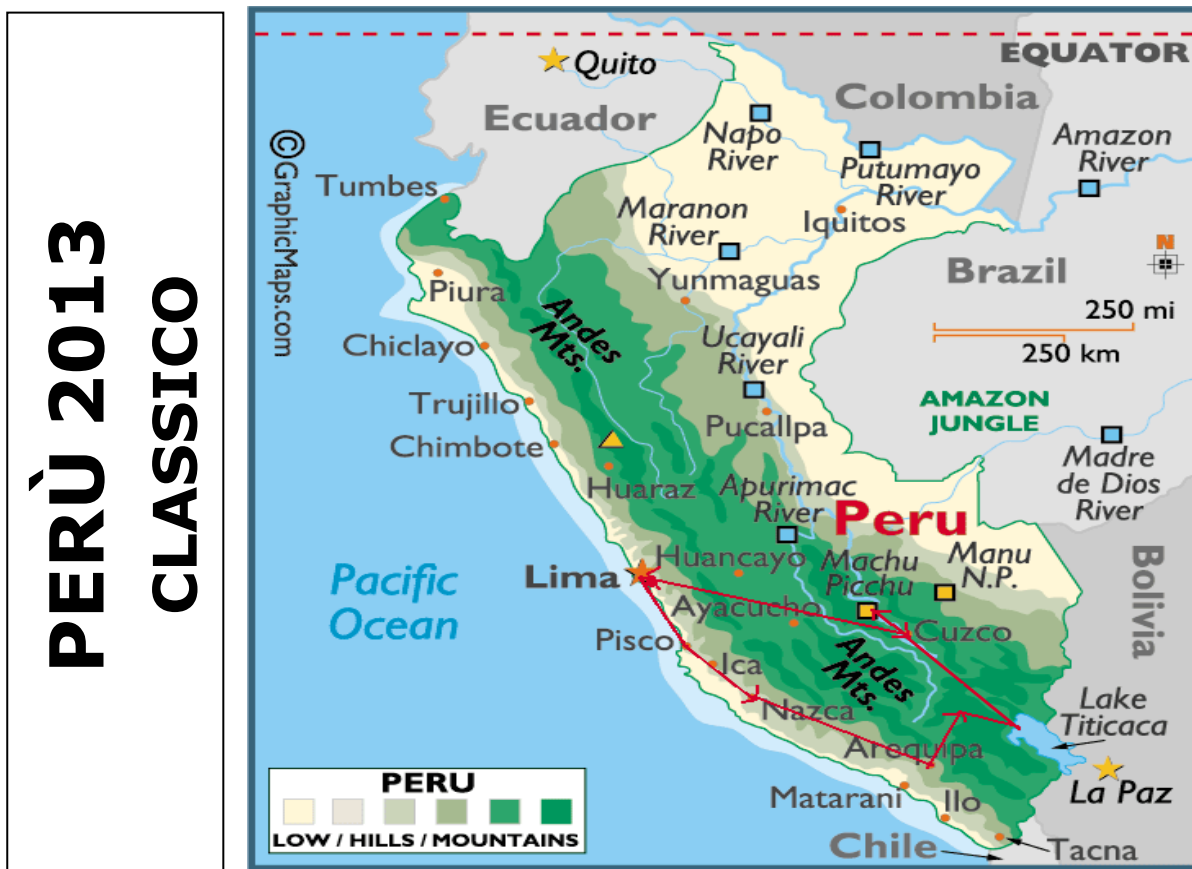 PERÙ 2013
CLASSICO
EQUATOR
Quito
Colombia
Ecuador
©GraphicMaps.com
Napo
River
Putumayo
River
Amazon
River
Tumbes
Maranon
River
Iquitos
N
Brazil
Piura
Yunmaguas
250 mi
250 km
Andes
Mts.
Chiclayo
Ucayali
River
Trujillo
AMAZON
JUNGLE
Chimbote
Pucallpa
Huaraz
Apurimac
River
Madre
de Dios
River
Peru
Bolivia
Pacific
Ocean
Lima
Huancayo
Machu
Picchu
Manu
N.P.
Ayacucho
Cuzco
Pisco
Ica
Andes
Mts.
Nazca
Lake
Titicaca
Arequipa
PERU
LOW / HILLS / MOUNTAINS
Matarani
Ilo
La Paz
Chile
Tacna